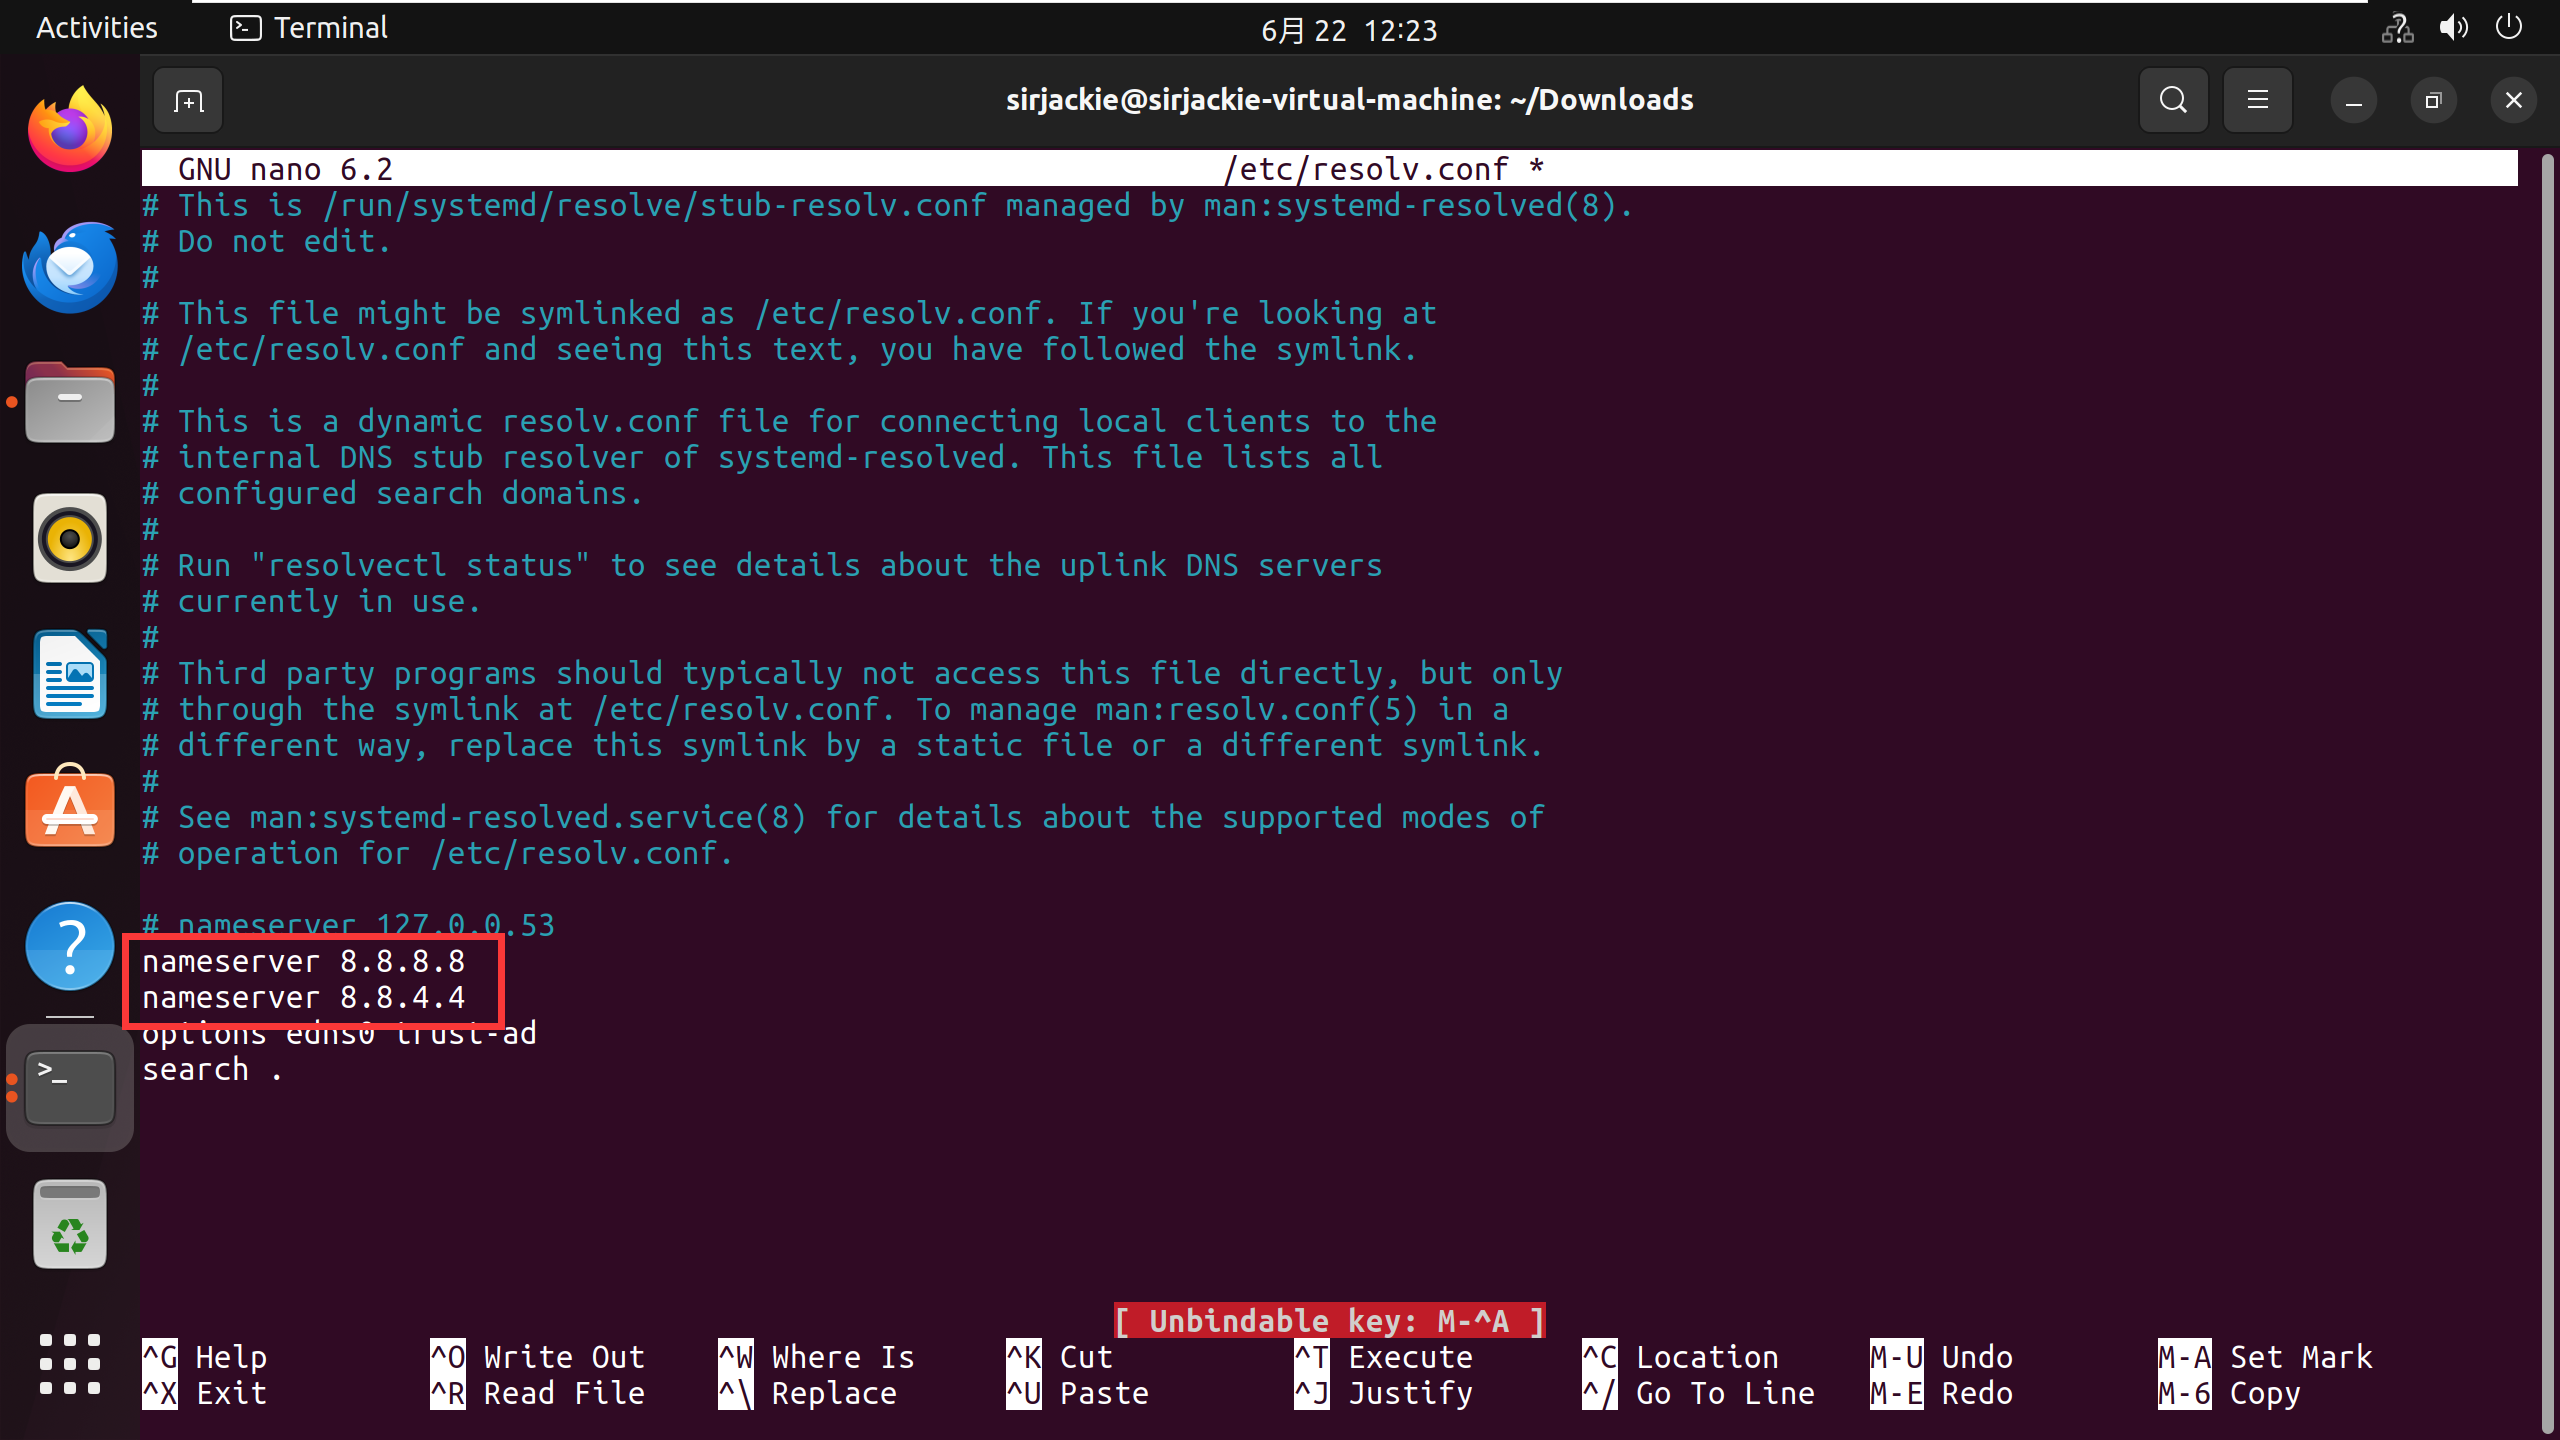 Activities
Terminal
6月 22 12:23
sirjackie@sirjackie-virtual-machine: ~/Downloads
GNU nano 6.2 /etc/resolv.conf *
# This is /run/systemd/resolve/stub-resolv.conf managed by man:systemd-resolved(8).
# Do not edit.
#
# This file might be symlinked as /etc/resolv.conf. If you're looking at
# /etc/resolv.conf and seeing this text, you have followed the symlink.
#
# This is a dynamic resolv.conf file for connecting local clients to the
# internal DNS stub resolver of systemd-resolved. This file lists all
# configured search domains.
#
# Run "resolvectl status" to see details about the uplink DNS servers
# currently in use.
#
# Third party programs should typically not access this file directly, but only
# through the symlink at /etc/resolv.conf. To manage man:resolv.conf(5) in a
# different way, replace this symlink by a static file or a different symlink.
#
# See man:systemd-resolved.service(8) for details about the supported modes of
# operation for /etc/resolv.conf.
# nameserver 127.0.0.53
nameserver 8.8.8.8
nameserver 8.8.4.4
options edns0 trust-ad
search .
[ Unbindable key: M-^A ]
^G Help ^O Write Out ^W Where Is ^K Cut ^T Execute ^C Location M-U Undo M-A Set Mark
^X Exit ^R Read File ^\ Replace ^U Paste ^J Justify ^/ Go To Line M-E Redo M-6 Copy